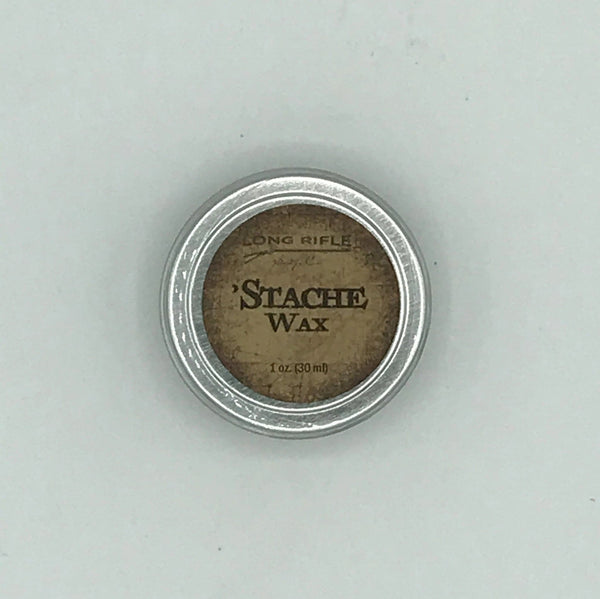 LONG RIFLE
'STACHE
WAX
1 oz. (30 ml)